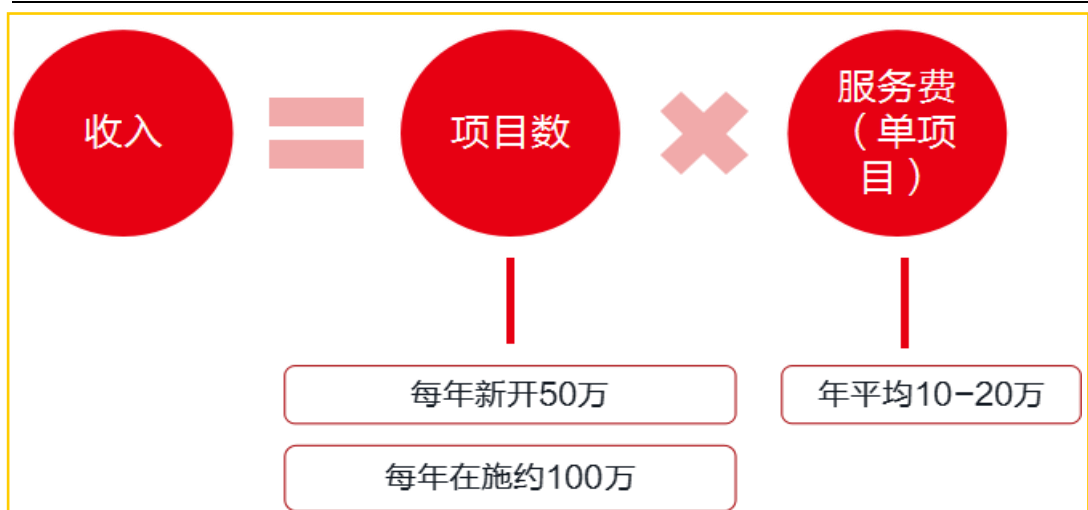 收入
项目数
服务费
（单项
目）
每年新开50万
年平均10-20万
每年在施约100万